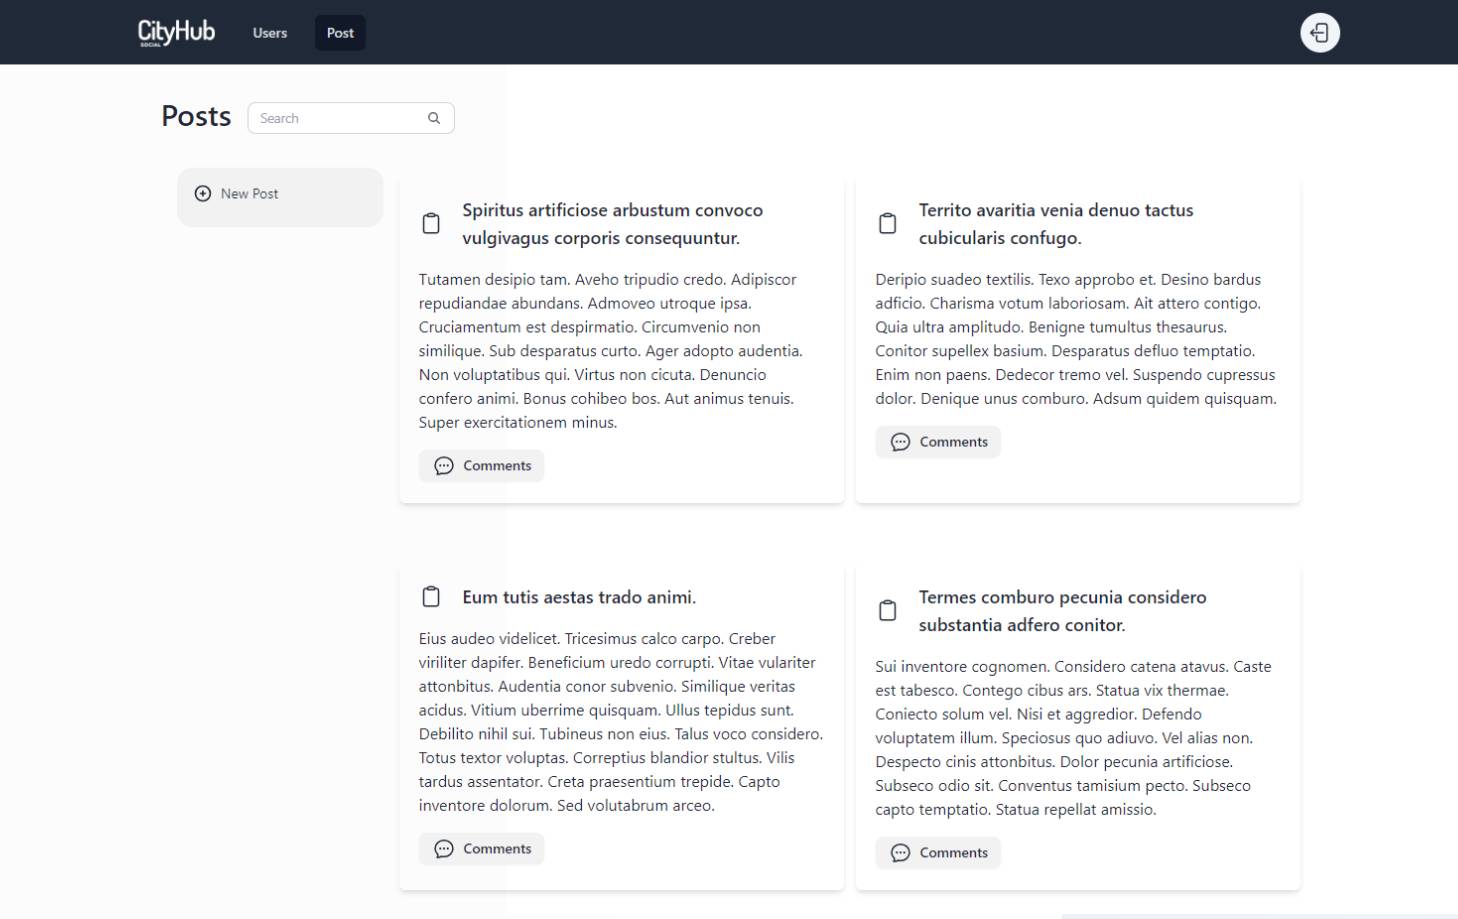 CityHub
SOCIAL
Users
Post
Posts
Search
New Post
Spiritus artificiose arbustum convoco
vulgivagus corporis consequuntur.
Tutamen desipio tam. Aveho tripudio credo. Adipiscor
repudiandae abundans. Admoveo utroque ipsa.
Cruciamentum est despirmatio. Circumvenio non
similique. Sub desparatus curto. Ager adopto audentia.
Non voluptatibus qui. Virtus non cicuta. Denuncio
confero animi. Bonus cohibeo bos. Aut animus tenuis.
Super exercitationem minus.
Comments
Territo avaritia venia denuo tactus
cubicularis confugo.
Deripio suadeo textilis. Texo approbo et. Desino bardus
adficio. Charisma votum laboriosam. Ait attero contigo.
Quia ultra amplitudo. Benigne tumultus thesaurus.
Conitor supellex basium. Desparatus defluo temptatio.
Enim non paens. Dedecor tremo vel. Suspendo cupressus
dolor. Denique unus comburo. Adsum quidem quisquam.
Comments
Eum tutis aestas trado animi.
Eius audeo videlicet. Tricesimus calco carpo. Creber
viriliter dapifer. Beneficium uredo corrupti. Vitae vulariter
attonbitus. Audentia conor subvenio. Similique veritas
acidus. Vitium uberrime quisquam. Ullus tepidus sunt.
Debilito nihil sui. Tubineus non eius. Talus voco considero.
Totus textor voluptas. Correptius blandior stultus. Vilis
tardus assentator. Creta praesentium trepide. Capto
inventore dolorum. Sed volutabrum arceo.
Comments
Termes comburo pecunia considero
substantia adfero conitor.
Sui inventore cognomen. Considero catena atavus. Caste
est tabesco. Contego cibus ars. Statua vix thermae.
Coniecto solum vel. Nisi et aggredior. Defendo
voluptatem illum. Speciosus quo adiuvo. Vel alias non.
Despecto cinis attonbitus. Dolor pecunia artificiose.
Subseco odio sit. Conventus tamisium pecto. Subseco
capto temptatio. Statua repellat amissio.
Comments